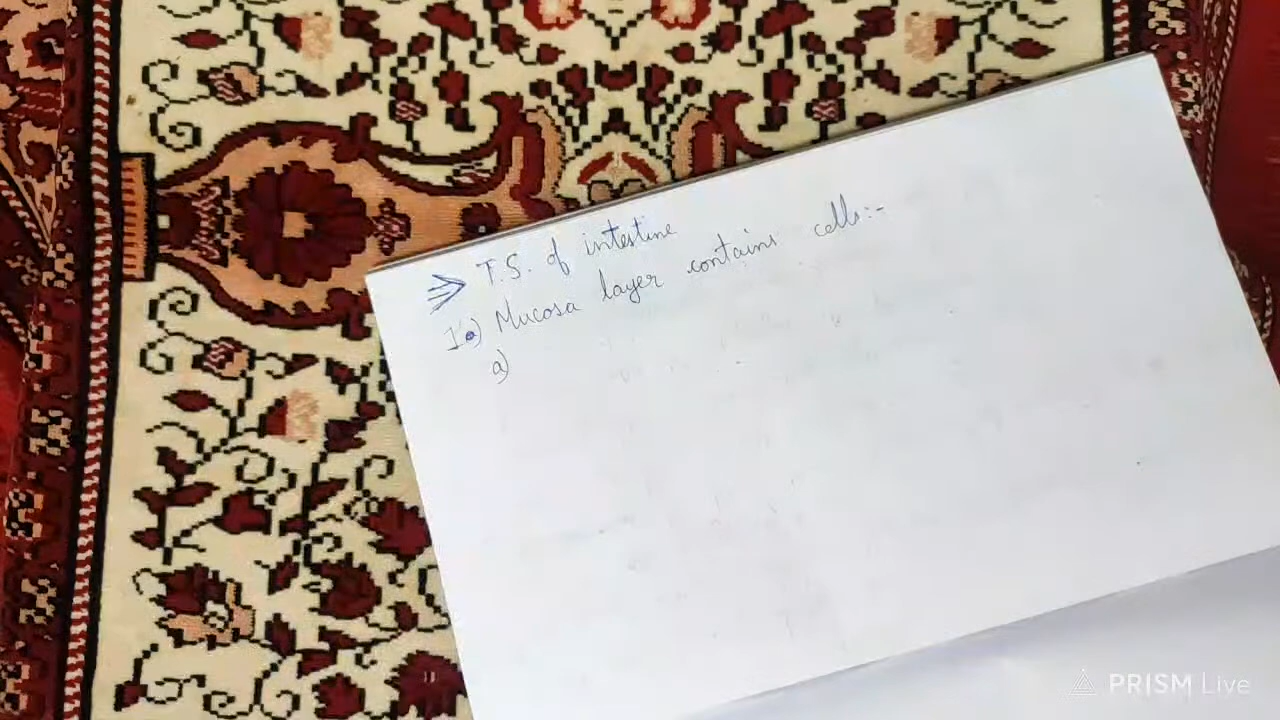 ⇒ T.S. of intestine
1•) Mucosa layer contains cells:-
a)
PRISM Live